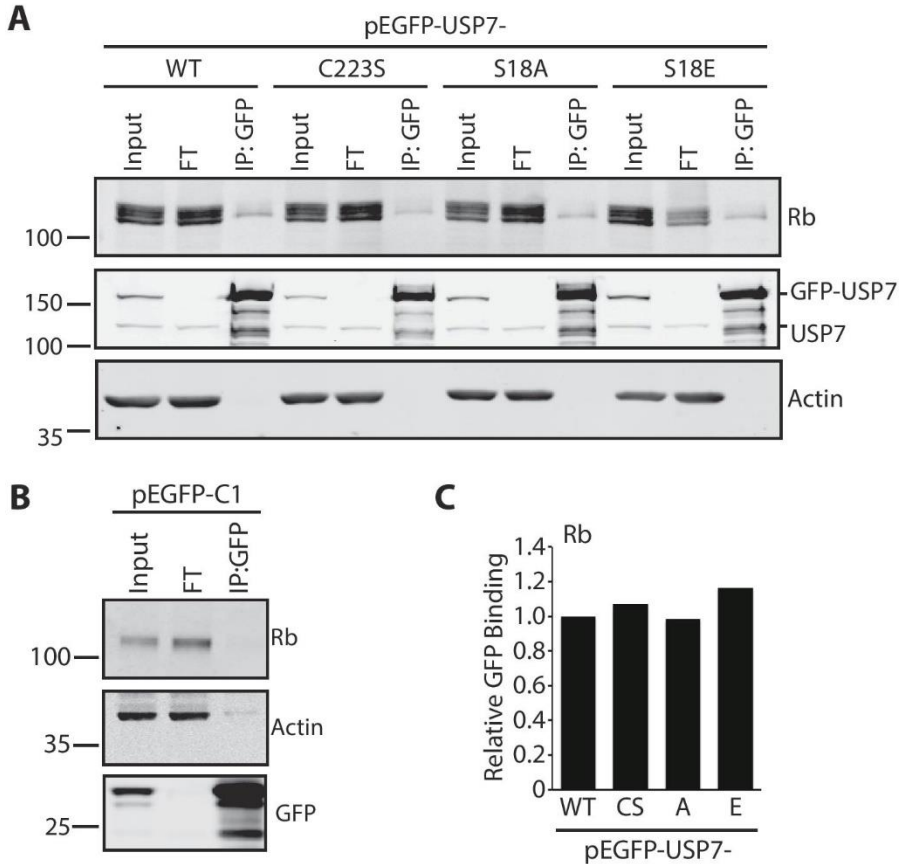 A
pEGFP-USP7-
WT C223S S18A S18E
Input FT IP: GFP Input FT IP: GFP Input FT IP: GFP Input FT IP: GFP
Rb
100
GFP-USP7
150
USP7
100
Actin
35
B
pEGFP-C1
Input FT IP:GFP
Rb
100
Actin
35
GFP
25
C
Rb
Relative GFP Binding
1.4
1.2
1.0
0.8
0.6
0.4
0.2
0
WT CS A E
pEGFP-USP7-